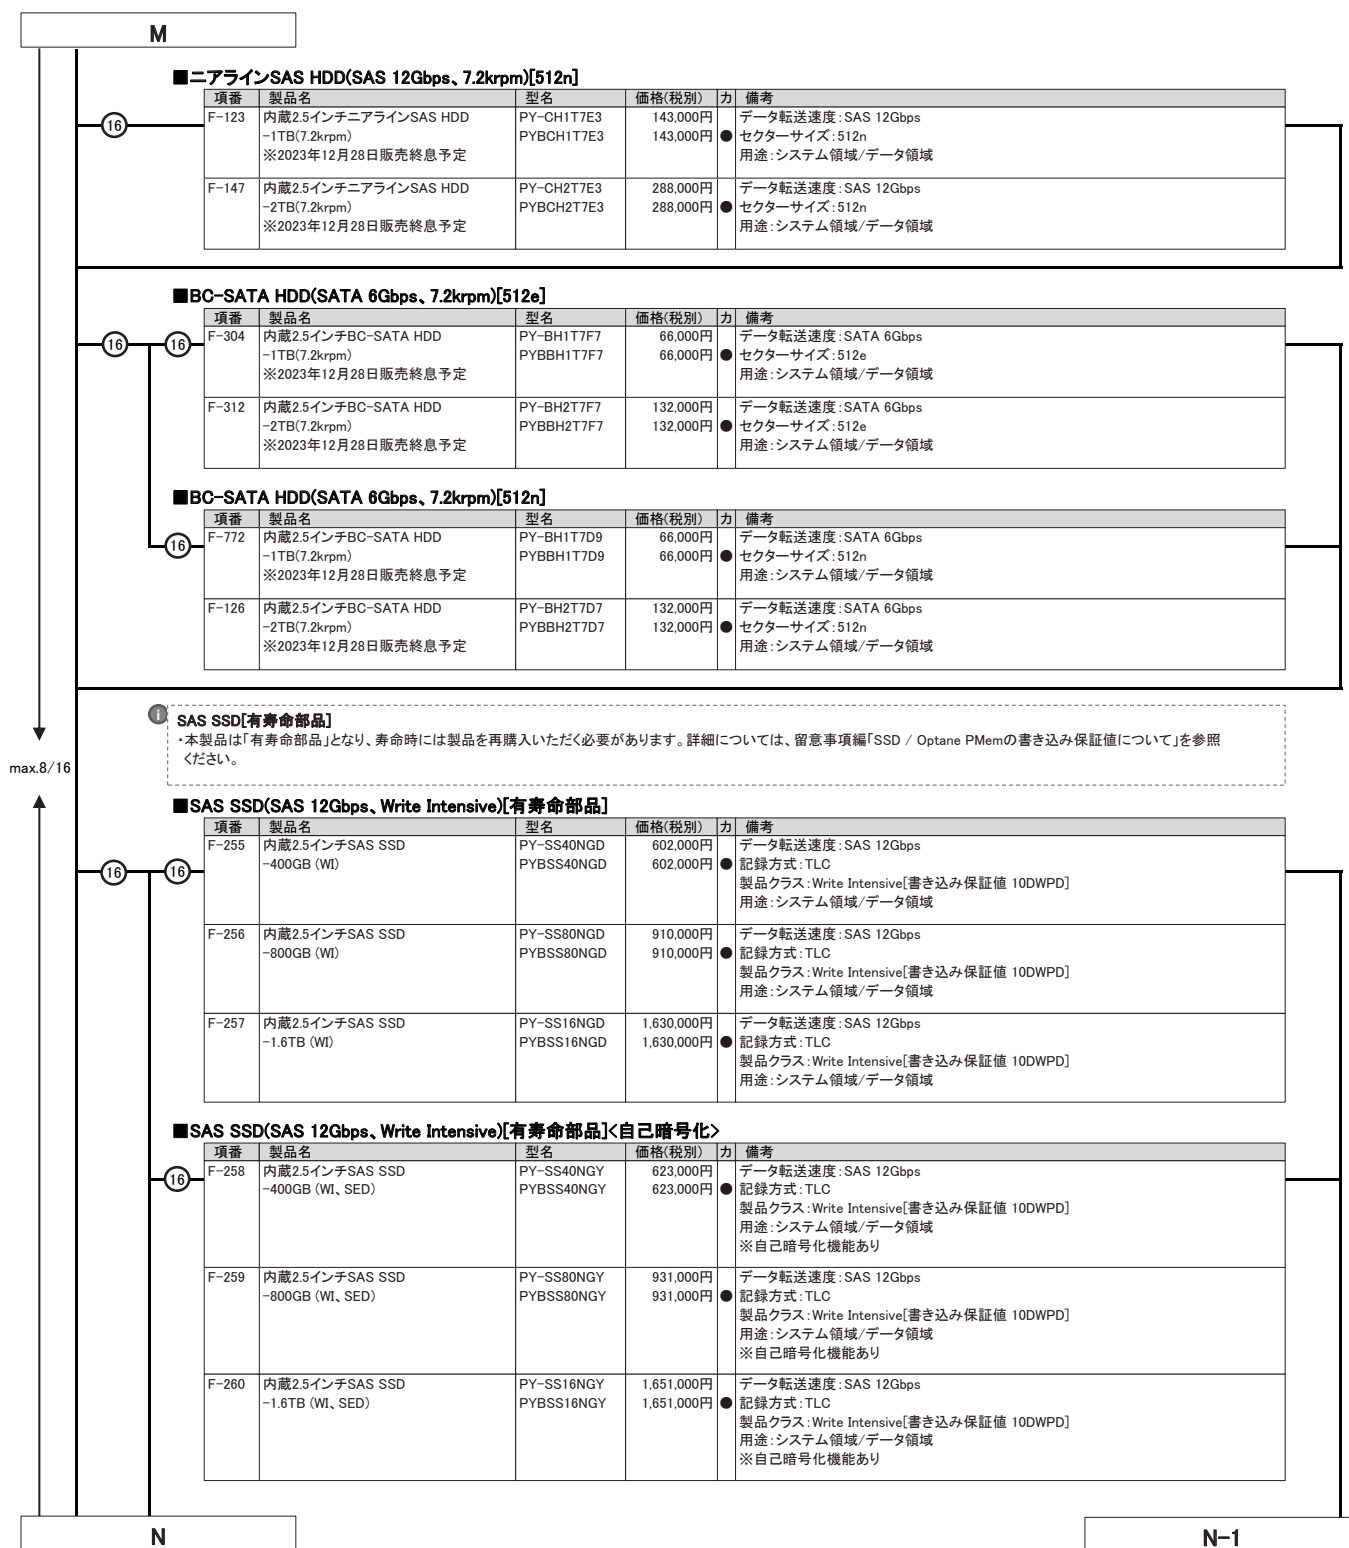 M
■ニアラインSAS HDD(SAS 12Gbps、7.2krpm)[512n]
項番 製品名 型名 価格(税別) カ 備考
F-123 内蔵2.5インチニアラインSAS HDD PY-CH1T7E3 143,000円 データ転送速度：SAS 12Gbps
16 -1TB(7.2krpm) PYBCH1T7E3 143,000円 ● セクターサイズ：512n
※2023年12月28日販売終息予定 用途：システム領域/データ領域
F-147 内蔵2.5インチニアラインSAS HDD PY-CH2T7E3 288,000円 データ転送速度：SAS 12Gbps
-2TB(7.2krpm) PYBCH2T7E3 288,000円 ● セクターサイズ：512n
※2023年12月28日販売終息予定 用途：システム領域/データ領域
■BC-SATA HDD(SATA 6Gbps、7.2krpm)[512e]
項番 製品名 型名 価格(税別) カ 備考
16 16 F-304 内蔵2.5インチBC-SATA HDD PY-BH1T7F7 66,000円 データ転送速度：SATA 6Gbps
-1TB(7.2krpm) PYBBH1T7F7 66,000円 ● セクターサイズ：512e
※2023年12月28日販売終息予定 用途：システム領域/データ領域
F-312 内蔵2.5インチBC-SATA HDD PY-BH2T7F7 132,000円 データ転送速度：SATA 6Gbps
-2TB(7.2krpm) PYBBH2T7F7 132,000円 ● セクターサイズ：512e
※2023年12月28日販売終息予定 用途：システム領域/データ領域
■BC-SATA HDD(SATA 6Gbps、7.2krpm)[512n]
項番 製品名 型名 価格(税別) カ 備考
16 F-772 内蔵2.5インチBC-SATA HDD PY-BH1T7D9 66,000円 データ転送速度：SATA 6Gbps
-1TB(7.2krpm) PYBBH1T7D9 66,000円 ● セクターサイズ：512n
※2023年12月28日販売終息予定 用途：システム領域/データ領域
F-126 内蔵2.5インチBC-SATA HDD PY-BH2T7D7 132,000円 データ転送速度：SATA 6Gbps
-2TB(7.2krpm) PYBBH2T7D7 132,000円 ● セクターサイズ：512n
※2023年12月28日販売終息予定 用途：システム領域/データ領域
i SAS SSD[有寿命部品]
・本製品は「有寿命部品」となり、寿命時には製品を再購入いただく必要があります。詳細については、留意事項編「SSD / Optane PMemの書き込み保証値について」を参照
ください。
max.8/16
■SAS SSD(SAS 12Gbps、Write Intensive)[有寿命部品]
項番 製品名 型名 価格(税別) カ 備考
F-255 内蔵2.5インチSAS SSD PY-SS40NGD 602,000円 データ転送速度：SAS 12Gbps
16 16 -400GB (WI) PYBSS40NGD 602,000円 ● 記録方式：TLC
製品クラス：Write Intensive[書き込み保証値 10DWPD]
用途：システム領域/データ領域
F-256 内蔵2.5インチSAS SSD PY-SS80NGD 910,000円 データ転送速度：SAS 12Gbps
-800GB (WI) PYBSS80NGD 910,000円 ● 記録方式：TLC
製品クラス：Write Intensive[書き込み保証値 10DWPD]
用途：システム領域/データ領域
F-257 内蔵2.5インチSAS SSD PY-SS16NGD 1,630,000円 データ転送速度：SAS 12Gbps
-1.6TB (WI) PYBSS16NGD 1,630,000円 ● 記録方式：TLC
製品クラス：Write Intensive[書き込み保証値 10DWPD]
用途：システム領域/データ領域
■SAS SSD(SAS 12Gbps、Write Intensive)[有寿命部品]<自己暗号化>
項番 製品名 型名 価格(税別) カ 備考
16 F-258 内蔵2.5インチSAS SSD PY-SS40NGY 623,000円 データ転送速度：SAS 12Gbps
-400GB (WI、SED) PYBSS40NGY 623,000円 ● 記録方式：TLC
製品クラス：Write Intensive[書き込み保証値 10DWPD]
用途：システム領域/データ領域
※自己暗号化機能あり
F-259 内蔵2.5インチSAS SSD PY-SS80NGY 931,000円 データ転送速度：SAS 12Gbps
-800GB (WI、SED) PYBSS80NGY 931,000円 ● 記録方式：TLC
製品クラス：Write Intensive[書き込み保証値 10DWPD]
用途：システム領域/データ領域
※自己暗号化機能あり
F-260 内蔵2.5インチSAS SSD PY-SS16NGY 1,651,000円 データ転送速度：SAS 12Gbps
-1.6TB (WI、SED) PYBSS16NGY 1,651,000円 ● 記録方式：TLC
製品クラス：Write Intensive[書き込み保証値 10DWPD]
用途：システム領域/データ領域
※自己暗号化機能あり
N N-1